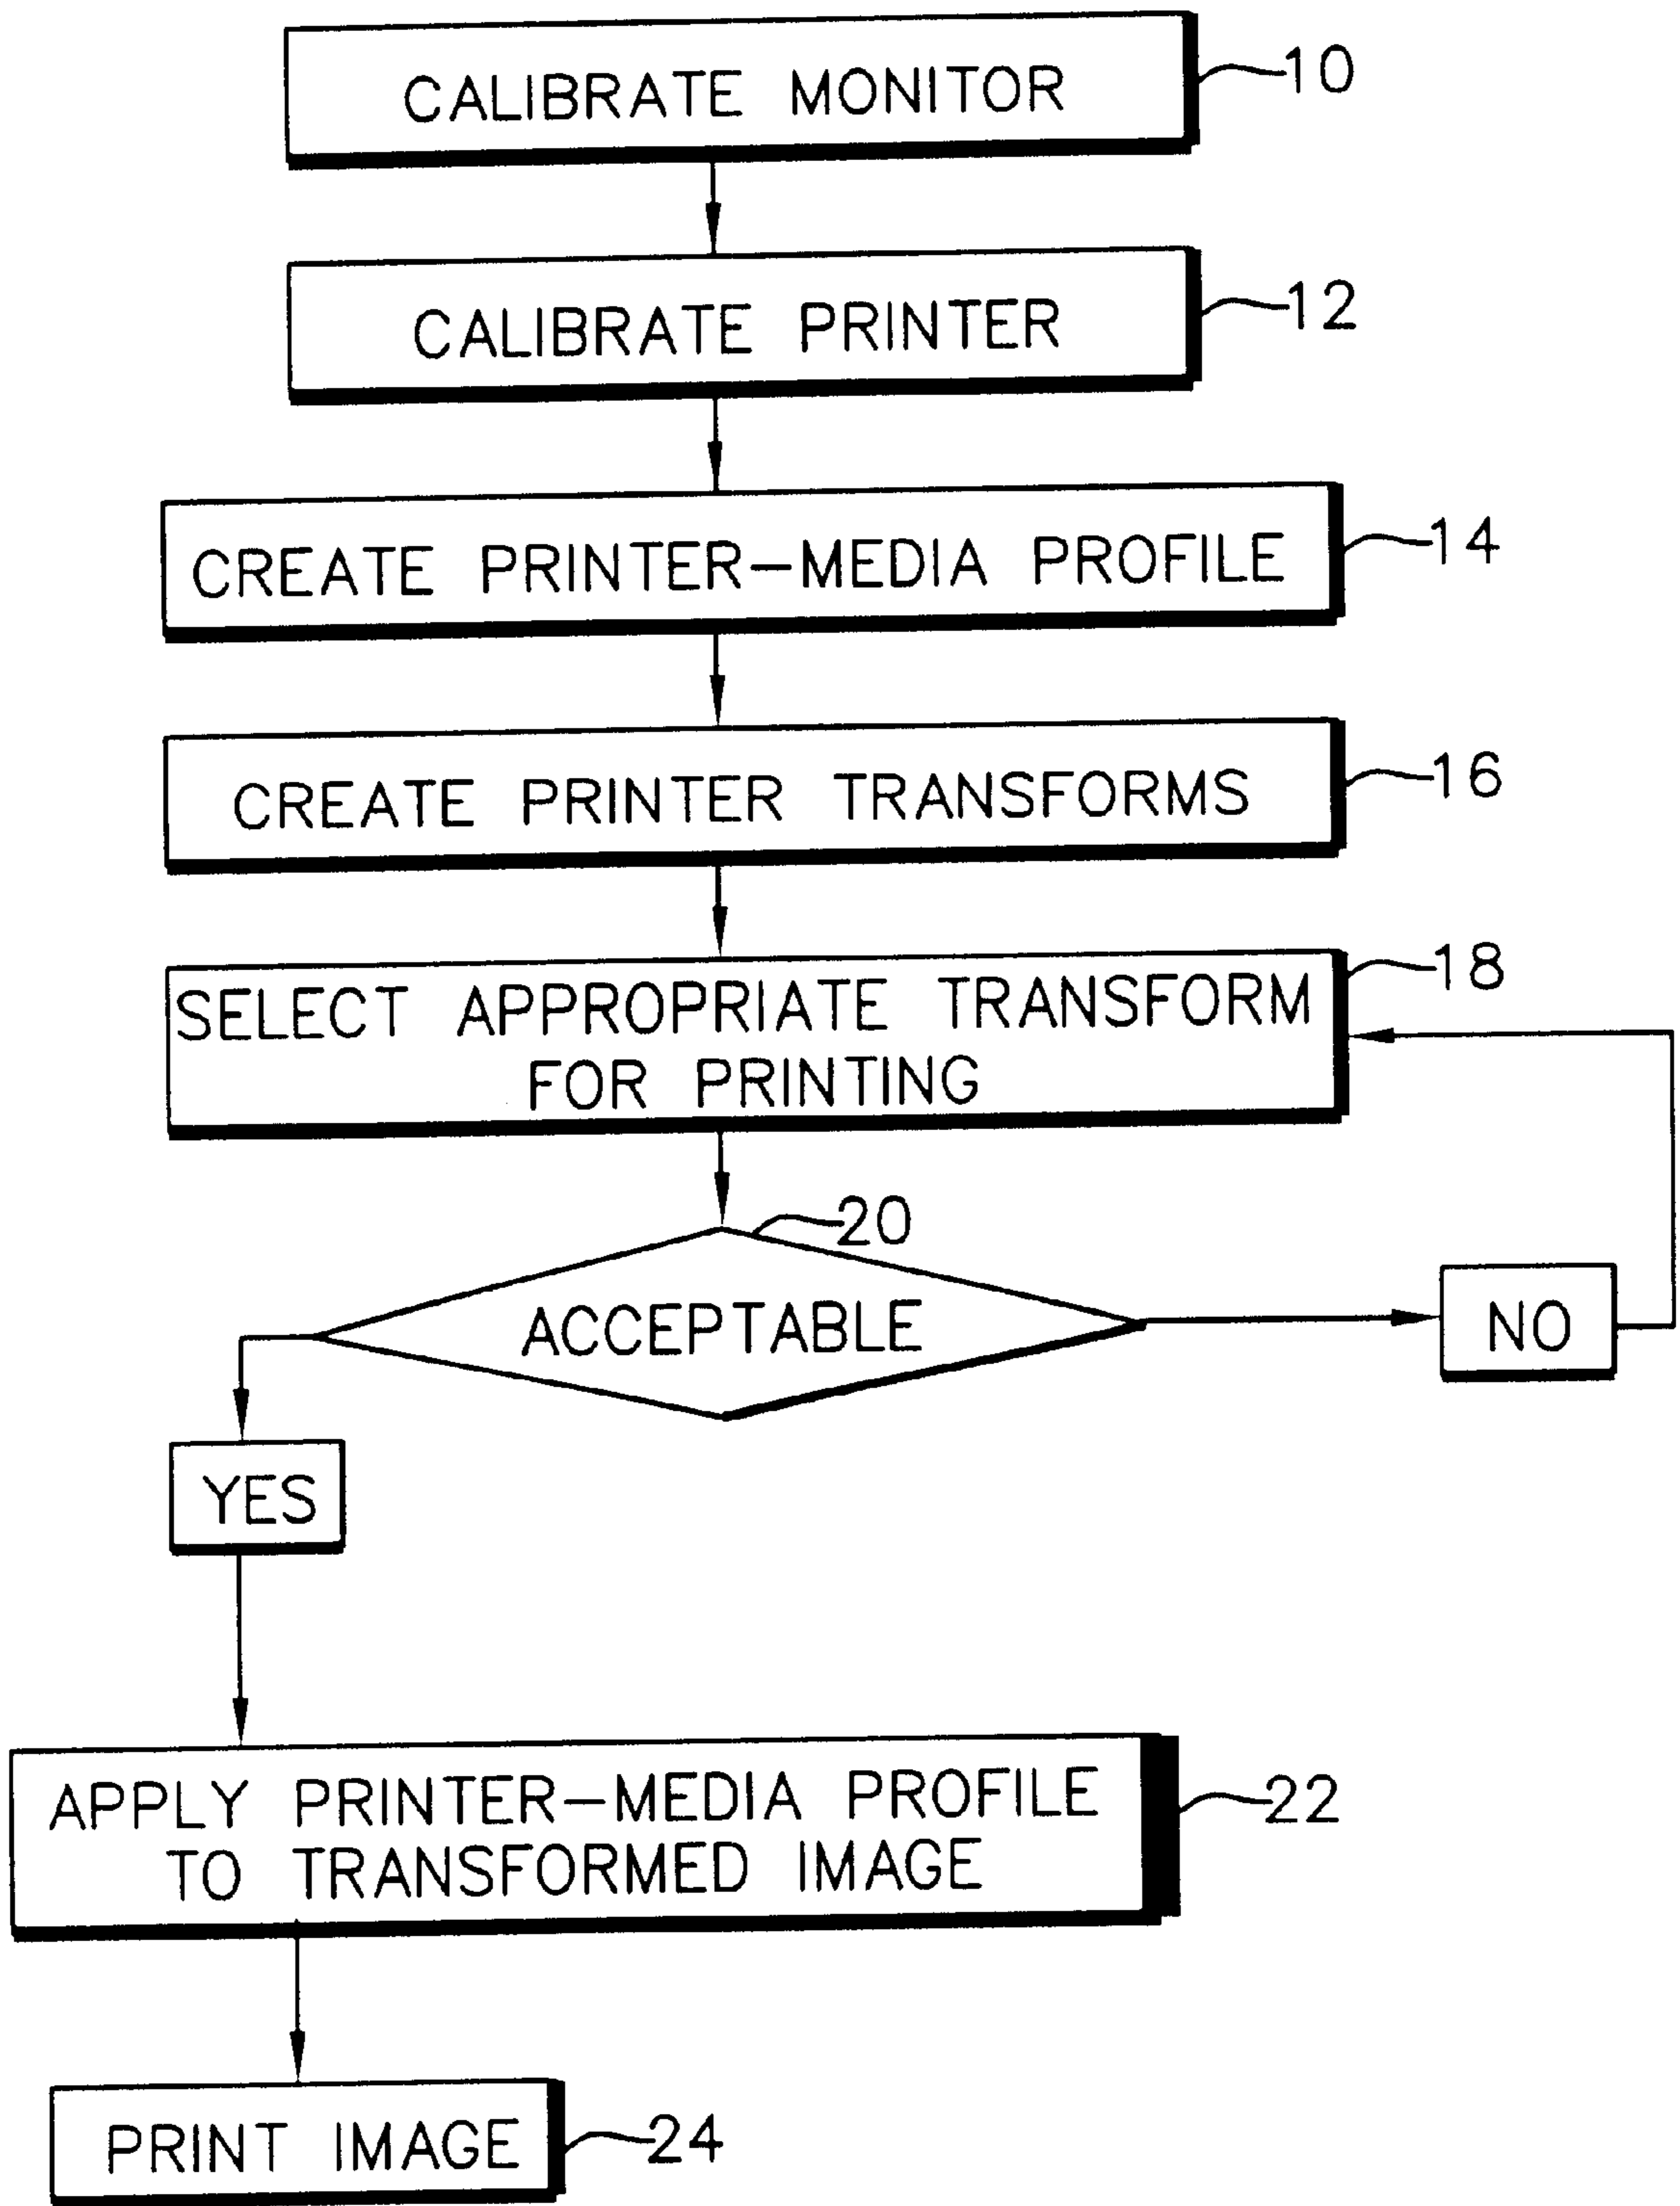 CALIBRATE MONITOR
10
CALIBRATE PRINTER
12
CREATE PRINTER-MEDIA PROFILE
14
CREATE PRINTER TRANSFORMS
16
SELECT APPROPRIATE TRANSFORM
FOR PRINTING
18
20
ACCEPTABLE
NO
YES
APPLY PRINTER-MEDIA PROFILE
TO TRANSFORMED IMAGE
22
PRINT IMAGE
24